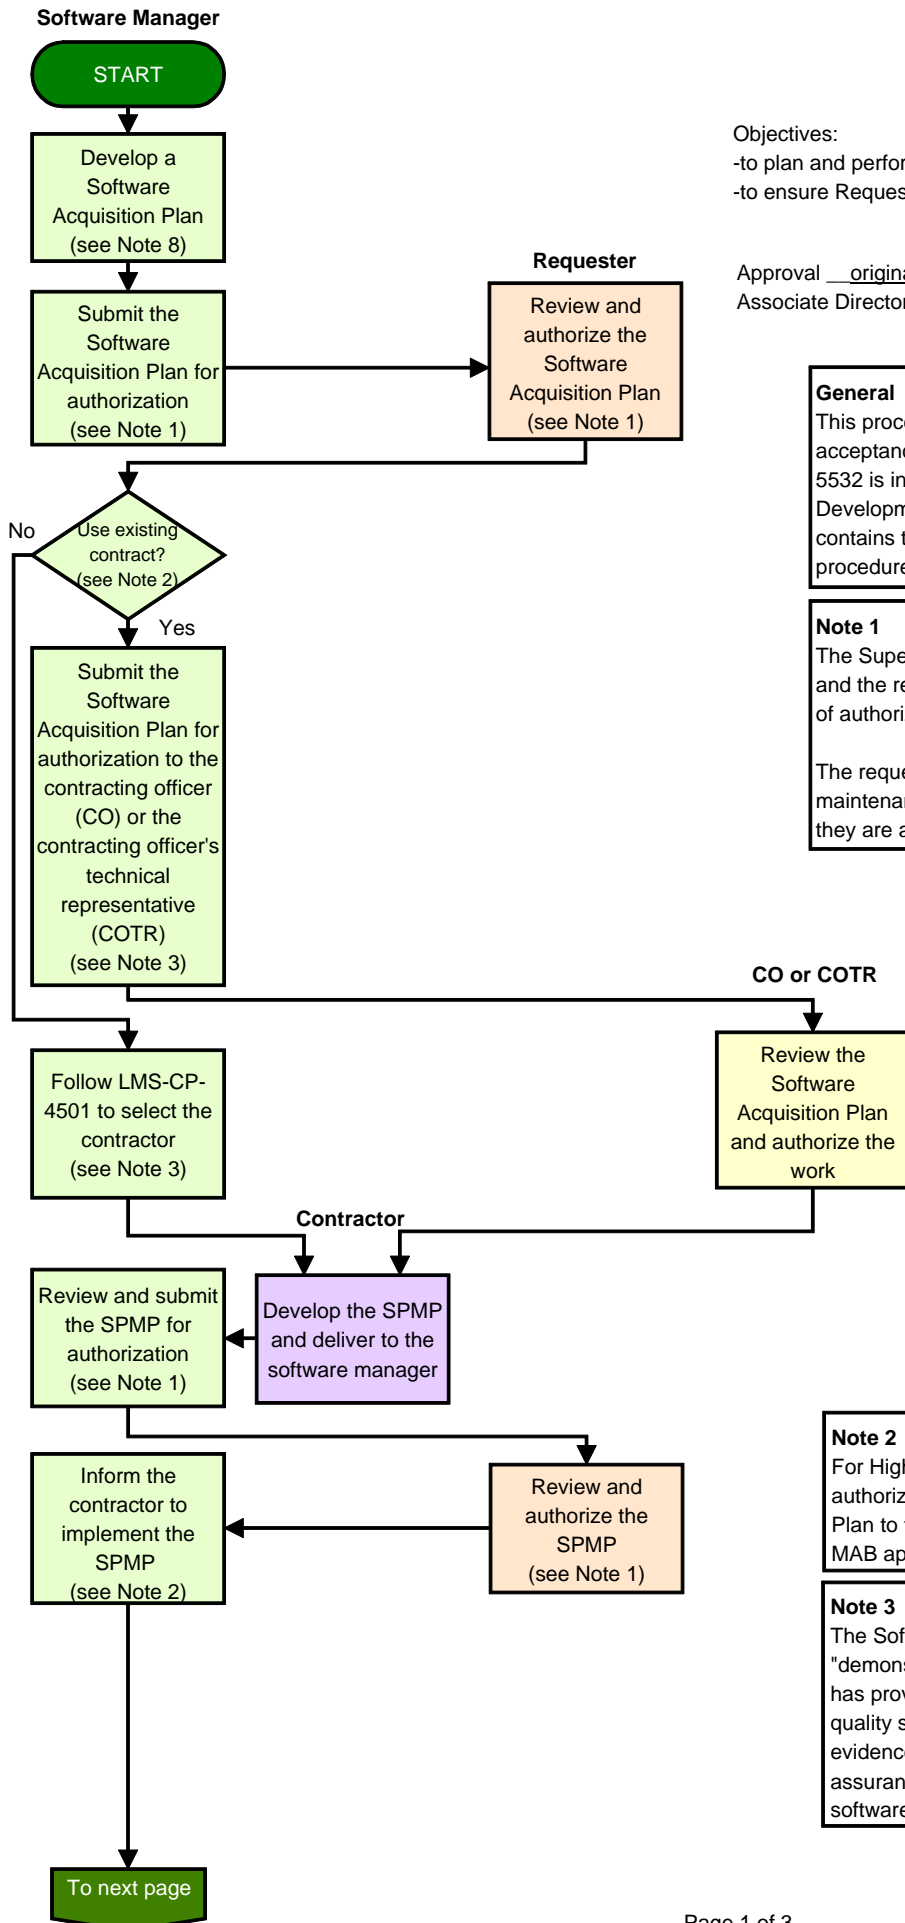 Software Manager
START
Develop a
Software
Acquisition Plan
(see Note 8)
Submit the
Software
Acquisition Plan for
authorization
(see Note 1)
Requester
Review and
authorize the
Software
Acquisition Plan
(see Note 1)
Objectives:
-to plan and perfor
-to ensure Reques
Approval __origina
Associate Director
General
This proce
acceptanc
5532 is in
Developm
contains t
procedure
Note 1
The Supe
and the re
of authori
The reque
maintenan
they are a
No
Use existing
contract?
(see Note 2)
Yes
Submit the
Software
Acquisition Plan for
authorization to the
contracting officer
(CO) or the
contracting officer's
technical
representative
(COTR)
(see Note 3)
CO or COTR
Review the
Software
Acquisition Plan
and authorize the
work
Follow LMS-CP-
4501 to select the
contractor
(see Note 3)
Contractor
Develop the SPMP
and deliver to the
software manager
Review and submit
the SPMP for
authorization
(see Note 1)
Review and
authorize the
SPMP
(see Note 1)
Inform the
contractor to
implement the
SPMP
(see Note 2)
Note 2
For High
authoriz
Plan to
MAB ap
Note 3
The Sof
"demons
has prov
quality s
evidence
assuran
software
To next page
Page 1 of 3